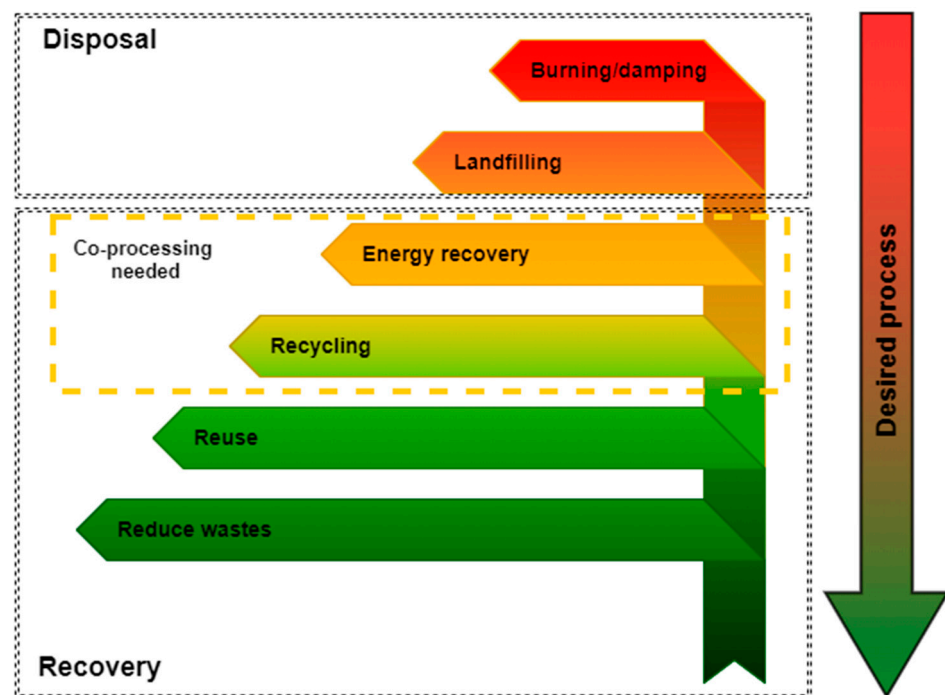 Disposal
Burning/damping
Landfilling
Co-processing
needed
Energy recovery
Recycling
Reuse
Reduce wastes
Recovery
Desired process